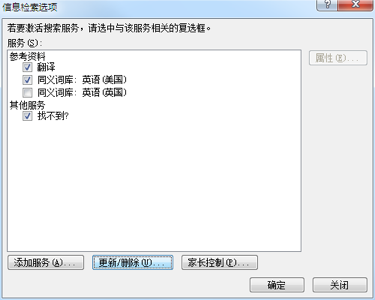 信息检索选项
若要激活搜索服务，请选中与该服务相关的复选框。
服务(S):
参考资料
翻译
同义词库: 英语(美国)
同义词库: 英语(英国)
其他服务
找不到?
属性(R)...
添加服务(A)...
更新/删除(U)...
家长控制(P)...
确定
关闭